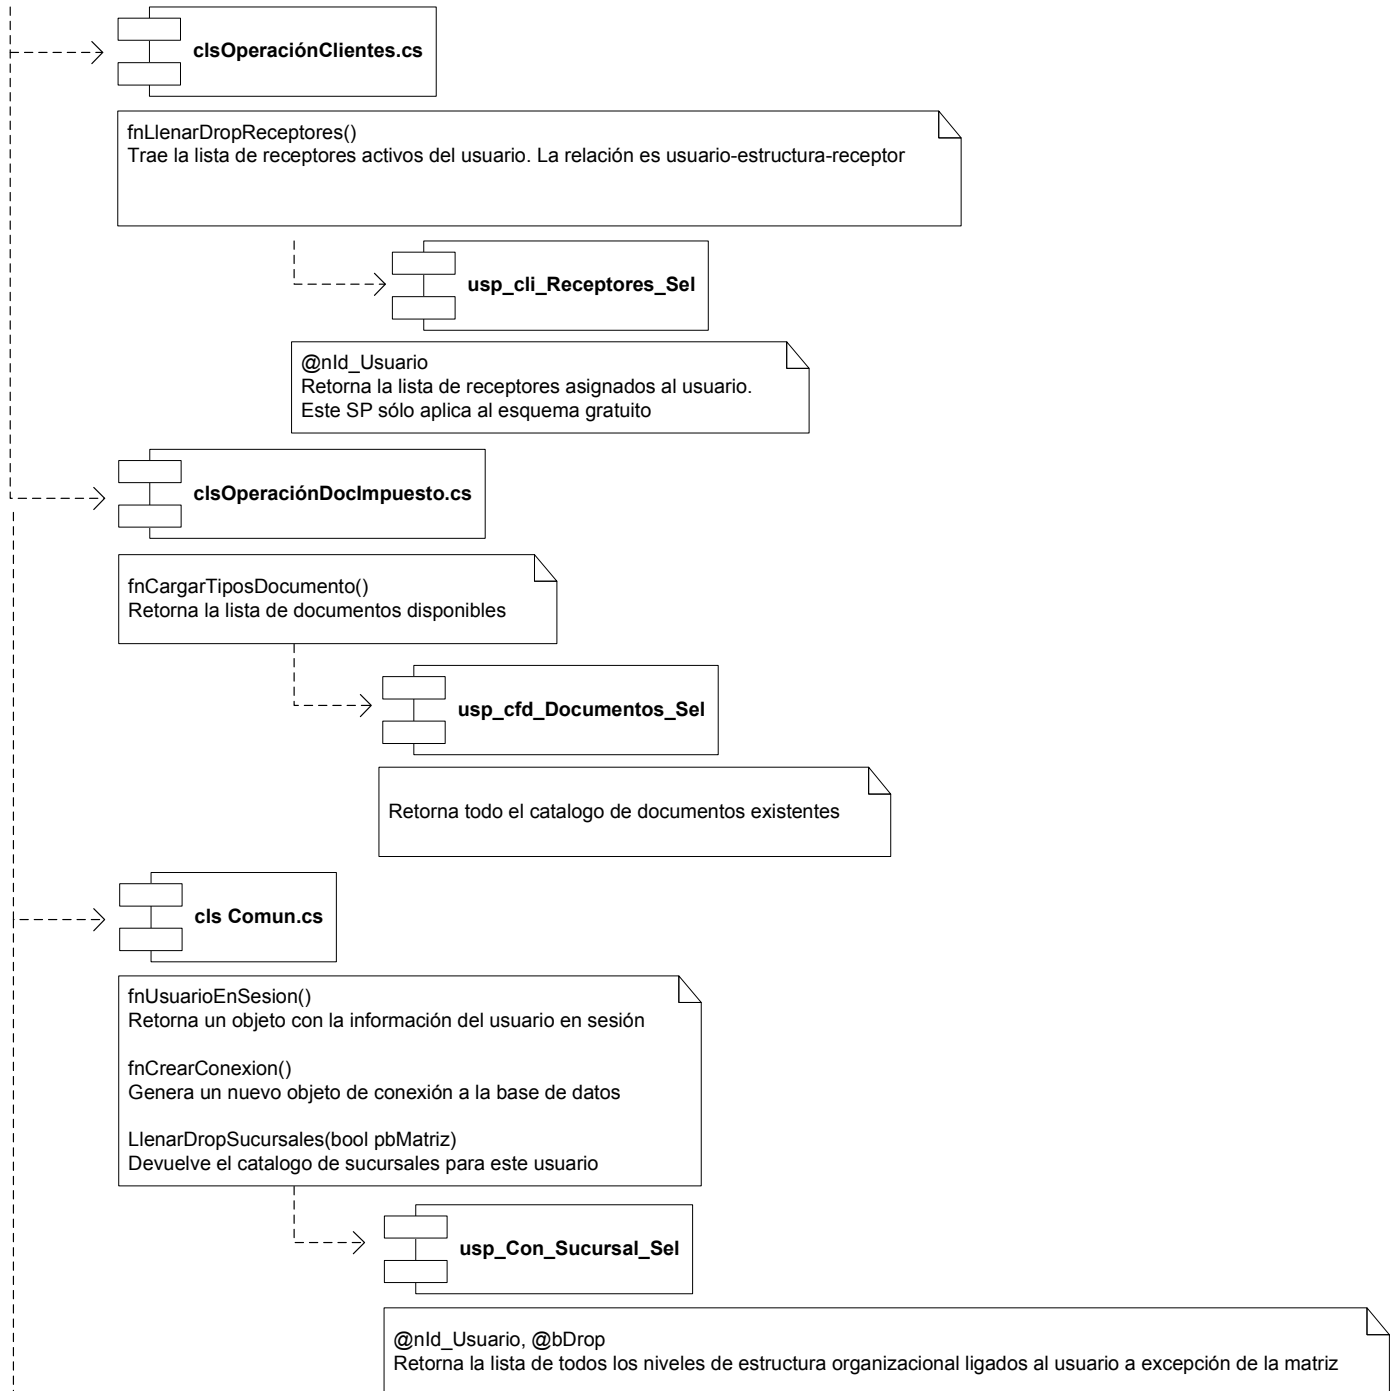 clsOperaciónClientes.cs
fnLlenarDropReceptores()
Trae la lista de receptores activos del usuario. La relación es usuario-estructura-receptor
usp_cli_Receptores_Sel
@nId_Usuario
Retorna la lista de receptores asignados al usuario.
Este SP sólo aplica al esquema gratuito
clsOperaciónDocImpuesto.cs
fnCargarTiposDocumento()
Retorna la lista de documentos disponibles
usp_cfd_Documentos_Sel
Retorna todo el catalogo de documentos existentes
cls Comun.cs
fnUsuarioEnSesion()
Retorna un objeto con la información del usuario en sesión
fnCrearConexion()
Genera un nuevo objeto de conexión a la base de datos
LlenarDropSucursales(bool pbMatriz)
Devuelve el catalogo de sucursales para este usuario
usp_Con_Sucursal_Sel
@nId_Usuario, @bDrop
Retorna la lista de todos los niveles de estructura organizacional ligados al usuario a excepción de la matriz